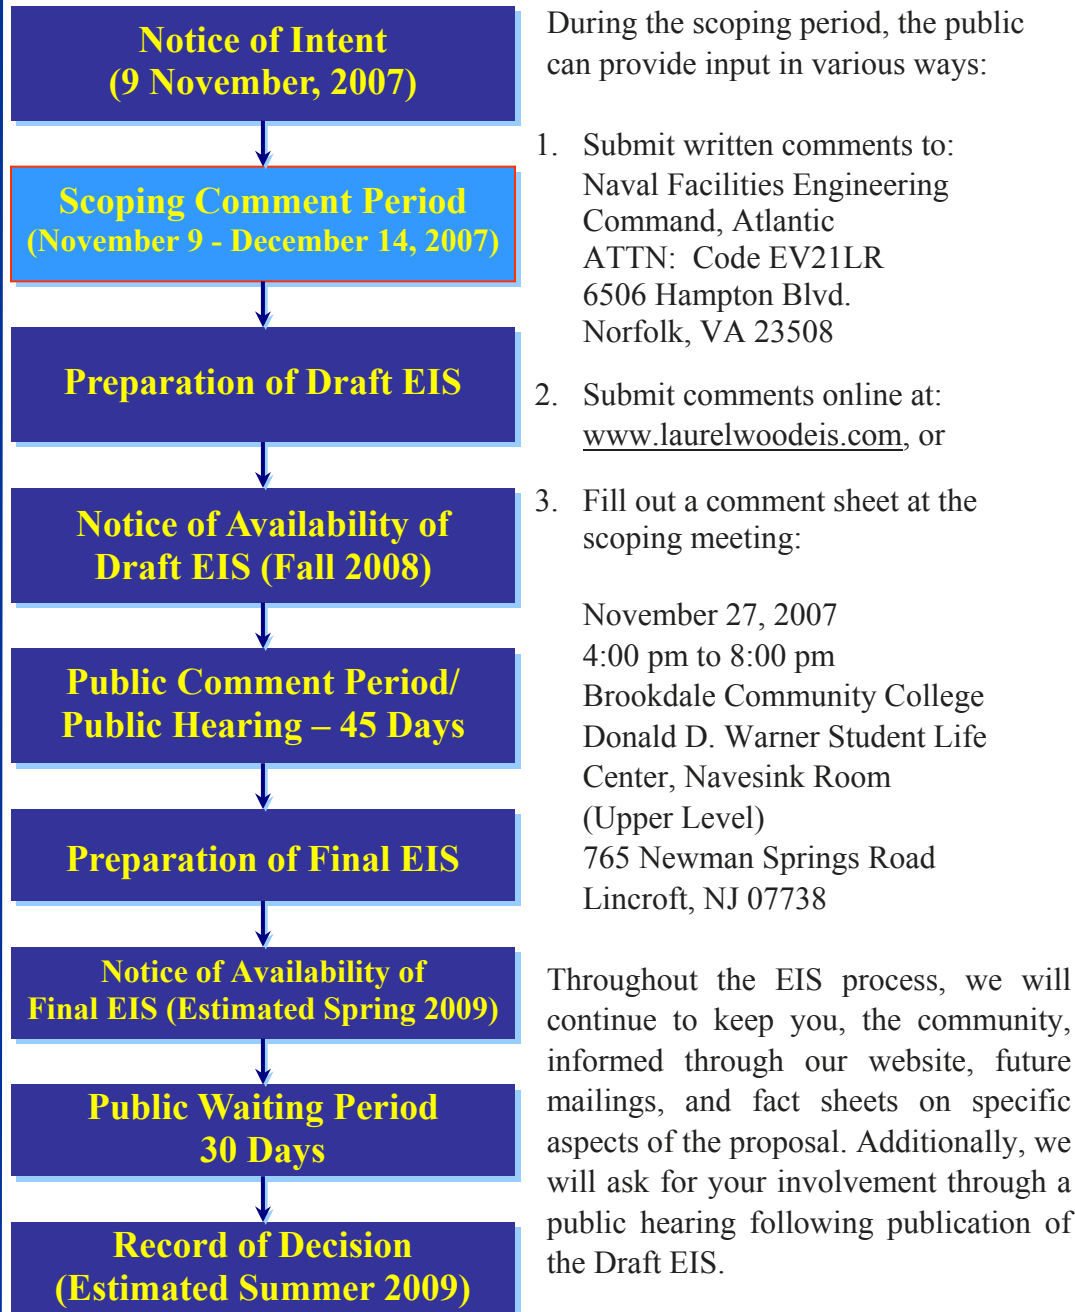 Notice of Intent
(9 November, 2007)
Scoping Comment Period
(November 9 - December 14, 2007)
Preparation of Draft EIS
Notice of Availability of
Draft EIS (Fall 2008)
Public Comment Period/
Public Hearing – 45 Days
Preparation of Final EIS
Notice of Availability of
Final EIS (Estimated Spring 2009)
Public Waiting Period
30 Days
Record of Decision
(Estimated Summer 2009)
During the scoping period, the public
can provide input in various ways:
1. Submit written comments to:
Naval Facilities Engineering
Command, Atlantic
ATTN: Code EV21LR
6506 Hampton Blvd.
Norfolk, VA 23508
2. Submit comments online at:
www.laurelwoodeis.com, or
3. Fill out a comment sheet at the
scoping meeting:
November 27, 2007
4:00 pm to 8:00 pm
Brookdale Community College
Donald D. Warner Student Life
Center, Navesink Room
(Upper Level)
765 Newman Springs Road
Lincroft, NJ 07738
Throughout the EIS process, we will
continue to keep you, the community,
informed through our website, future
mailings, and fact sheets on specific
aspects of the proposal. Additionally, we
will ask for your involvement through a
public hearing following publication of
the Draft EIS.